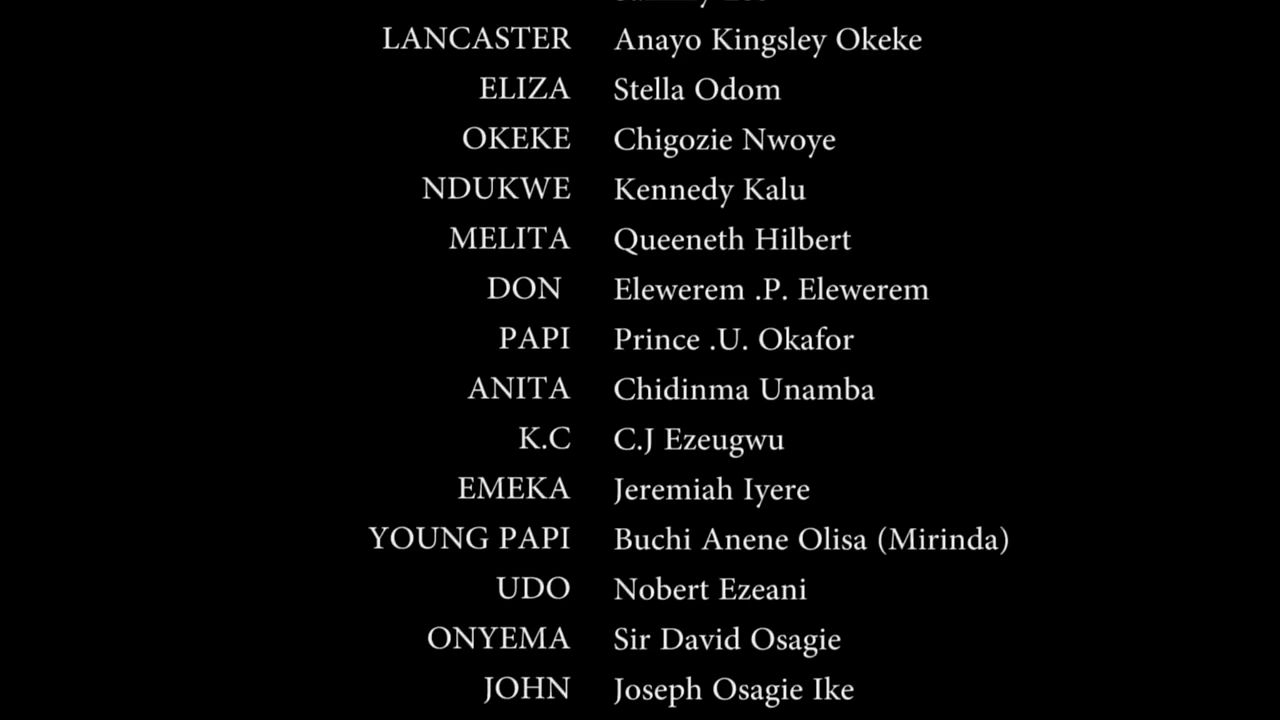 LANCASTER Anayo Kingsley Okeke
ELIZA Stella Odom
OKEKE Chigozie Nwoye
NDUKWE Kennedy Kalu
MELITA Queeneth Hilbert
DON Elewerem .P. Elewerem
PAPI Prince .U. Okafor
ANITA Chidinma Unamba
K.C C.J Ezeugwu
EMEKA Jeremiah Iyere
YOUNG PAPI Buchi Anene Olisa (Mirinda)
UDO Nobert Ezeani
ONYEMA Sir David Osagie
JOHN Joseph Osagie Ike